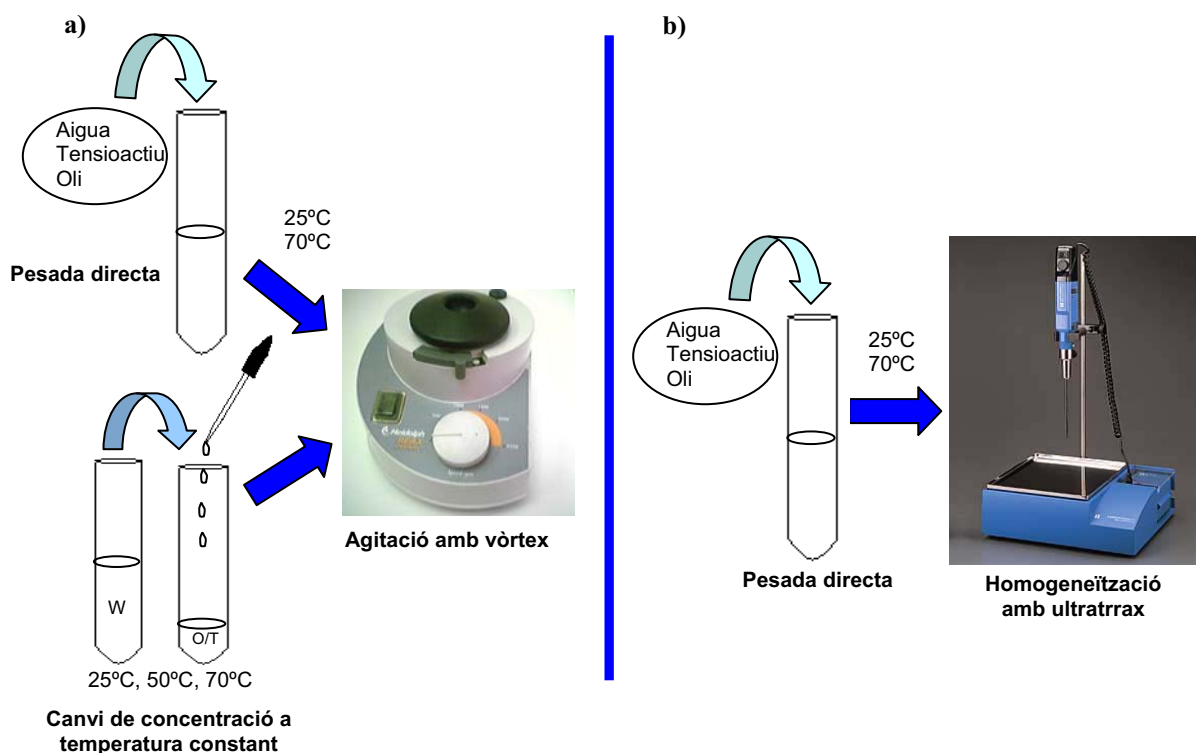 a)
Aigua
Tensioactiu
Oli
25ºC
70ºC
Pesada directa
W
O/T
25ºC, 50ºC, 70ºC
Canvi de concentració a
temperatura constant
Agitació amb vòrtex
b)
Aigua
Tensioactiu
Oli
25ºC
70ºC
Pesada directa
Homogeneïtzació
amb ultratrrax